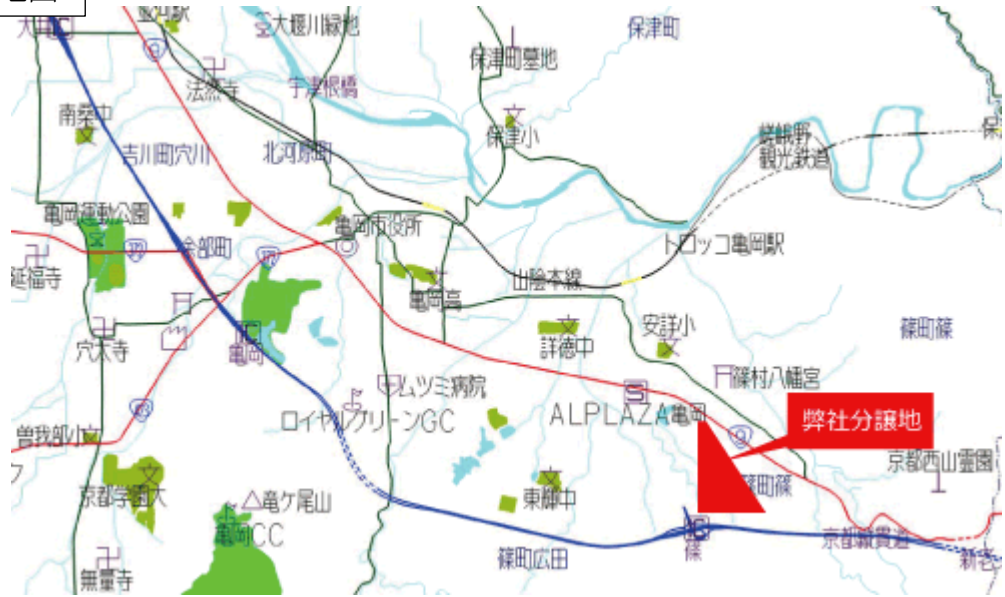 大堰川緑地
保津町
保津町墓地
法然寺
宇津根橋
南桑中
保津小
嵯峨野
観光鉄道
吉川町穴川
北河原町
亀岡運動公園
亀岡市役所
9
372
余部町
372
トロッコ亀岡駅
延福寺
山陰本線
亀岡高
安詳小
篠町篠
穴太寺
亀岡
詳徳中
篠村八幡宮
ムツミ病院
弊社分譲地
ALPLAZA亀岡
ロイヤルグリーンGC
9
曽我部小
京都西山霊園
篠町篠
京都学園大
東輝中
竜ケ尾山
亀岡CC
京都縦貫道
篠
篠町広田
無量寺